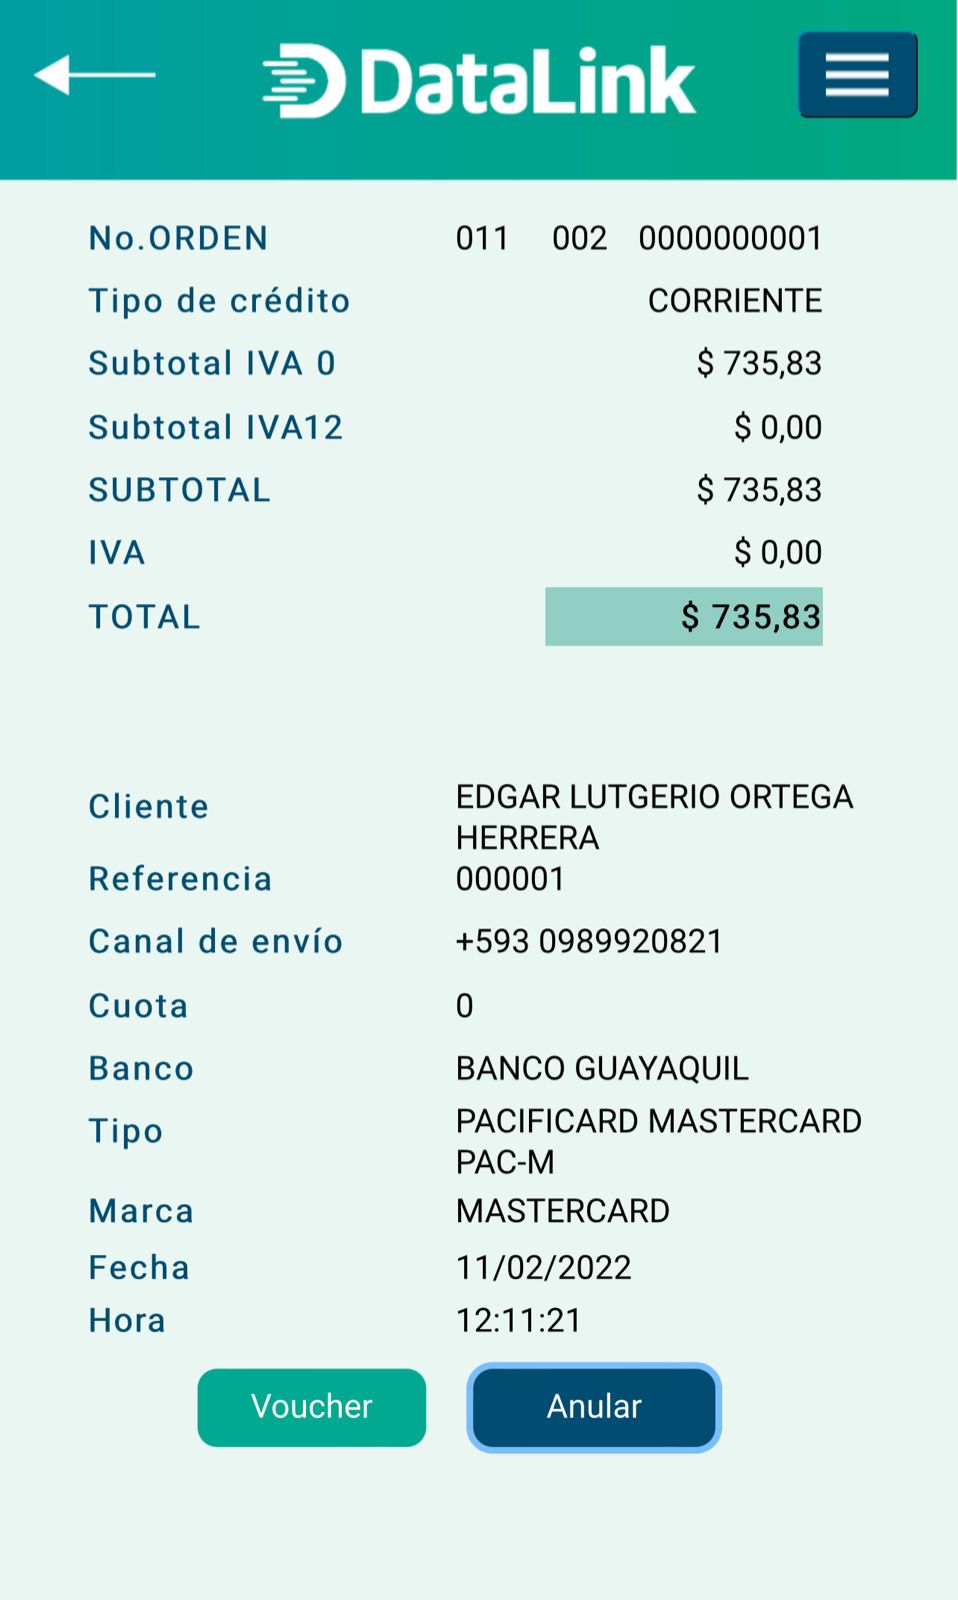 DataLink
No.ORDEN 011 002 0000000001
Tipo de crédito CORRIENTE
Subtotal IVA 0 $ 735,83
Subtotal IVA12 $ 0,00
SUBTOTAL $ 735,83
IVA $ 0,00
TOTAL $ 735,83
Cliente EDGAR LUTGERIO ORTEGA
HERRERA
Referencia 000001
Canal de envío +593 0989920821
Cuota 0
Banco BANCO GUAYAQUIL
Tipo PACIFICARD MASTERCARD
PAC-M
Marca MASTERCARD
Fecha 11/02/2022
Hora 12:11:21
Voucher Anular